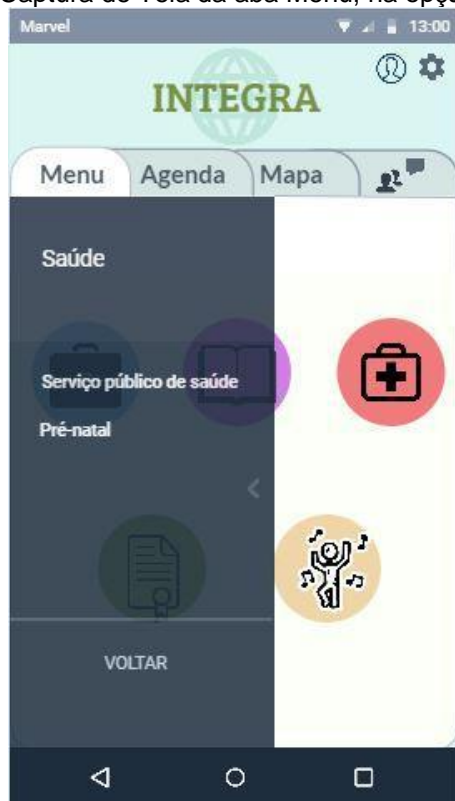 Captura de Tela da aba Menu, na opç
Marvel
13:00
INTEGRA
Menu
Agenda
Mapa
Saúde
Serviço público de saúde
Pré-natal
VOLTAR